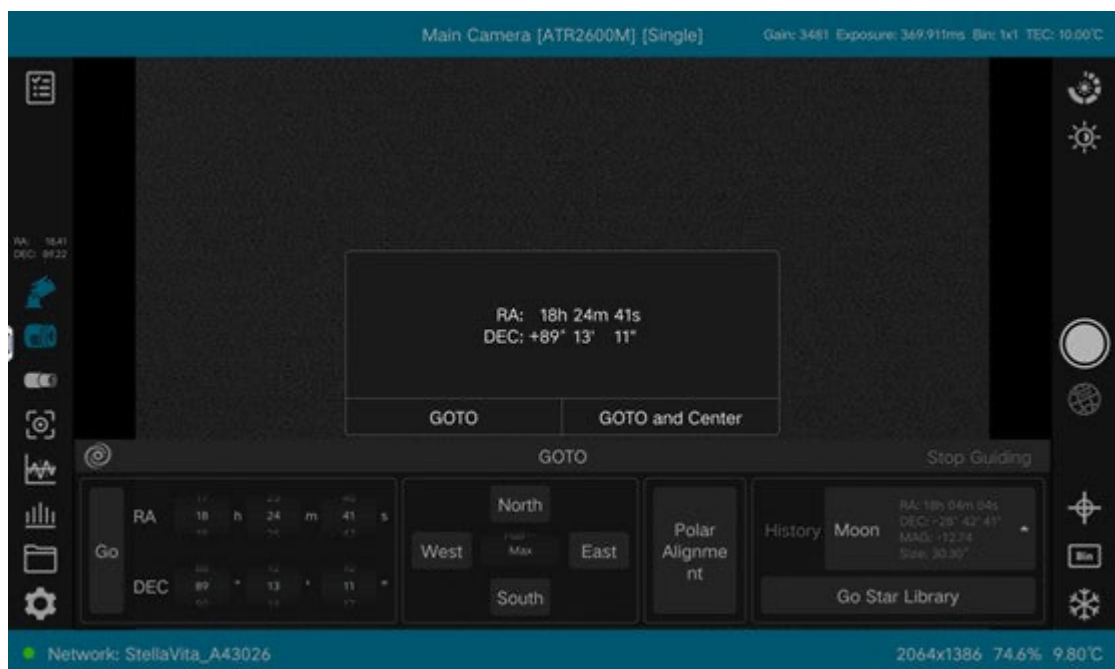 Main Camera [ATR2600M] [Single]
Gain: 3481 Exposure: 369.911ms Bin: 1x1 TEC: 10.00℃
RA: 18.41
DEC: 89.22
RA: 18h 24m 41s
DEC: +89° 13' 11"
GOTO
GOTO and Center
GOTO
Stop Guiding
Go
RA 18 h 24 m 41 s
DEC 89 ° 13 ' 11 "
North
West
Max
East
South
Polar
Alignme
nt
History
Moon
RA: 18h 04m 04s
DEC: -28° 42' 41"
MAG: -12.74
Size: 30.30"
Go Star Library
Bin
Network: StellaVita_A43026
2064x1386 74.6% 9.80℃